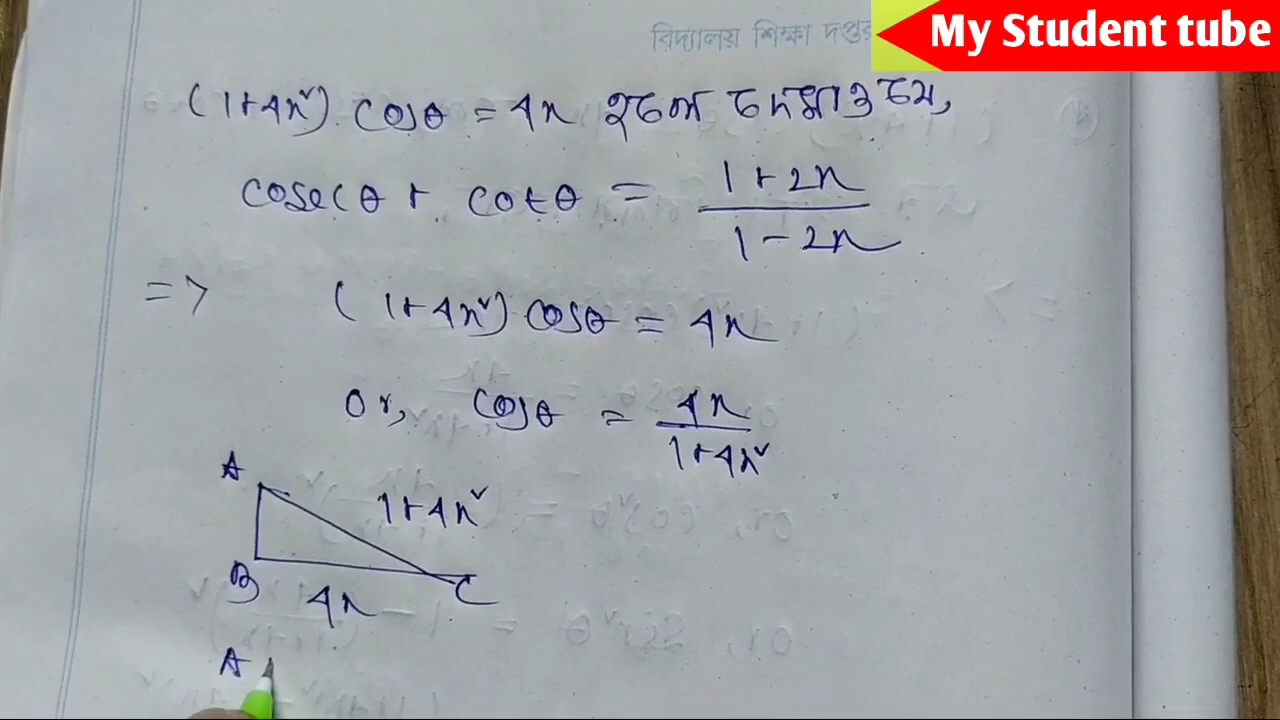 বিদ্যালয় শিক্ষা দপ্তর
My Student tube
(1+4x²) cosθ = 4x হলে দেখাও যে,
cosecθ + cotθ = (1+2x)/(1-2x)
=> (1+4x²) cosθ = 4x
Or, cosθ = 4x/(1+4x²)
A
1+4x²
B 4x C
A